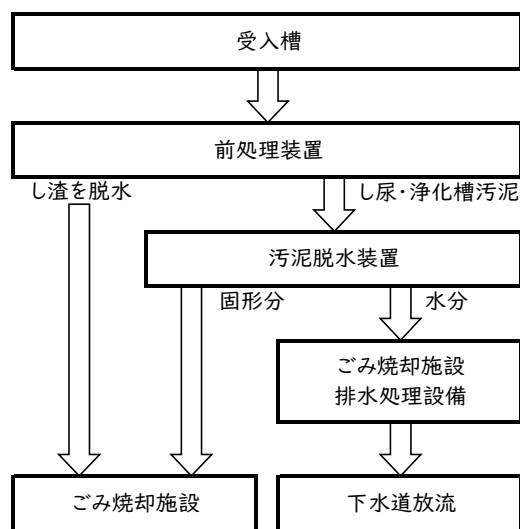 受入槽
前処理装置
し渣を脱水
し尿・浄化槽汚泥
汚泥脱水装置
固形分
水分
ごみ焼却施設
排水処理設備
ごみ焼却施設
下水道放流